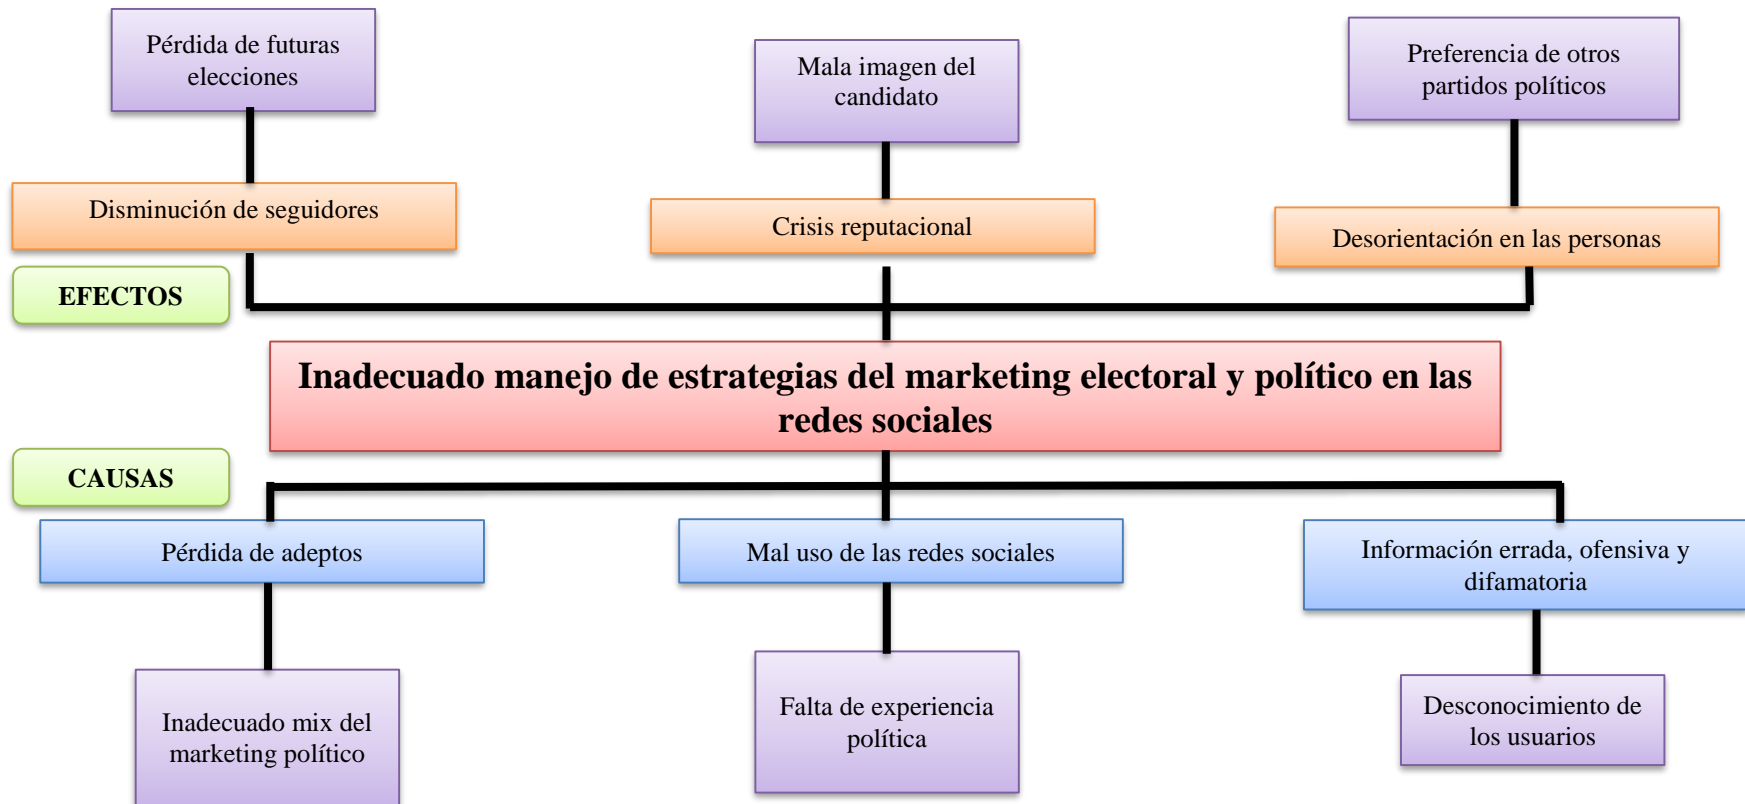 Pérdida de futuras
elecciones
Mala imagen del
candidato
Preferencia de otros
partidos políticos
Disminución de seguidores
Crisis reputacional
Desorientación en las personas
EFECTOS
Inadecuado manejo de estrategias del marketing electoral y político en las
redes sociales
CAUSAS
Pérdida de adeptos
Mal uso de las redes sociales
Información errada, ofensiva y
difamatoria
Inadecuado mix del
marketing político
Falta de experiencia
política
Desconocimiento de
los usuarios